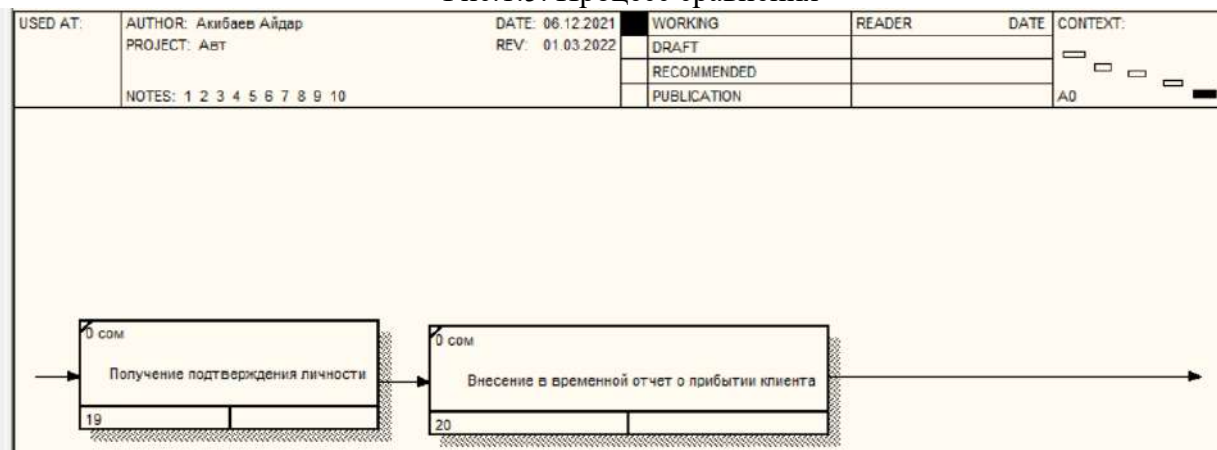 USED AT: AUTHOR: Акибаев Айдар DATE: 06.12.2021 WORKING READER DATE CONTEXT:
PROJECT: Авт REV: 01.03.2022 DRAFT
RECOMMENDED
NOTES: 1 2 3 4 5 6 7 8 9 10 PUBLICATION A0
0 сом
Получение подтверждения личности
19
0 сом
Внесение в временной отчет о прибытии клиента
20